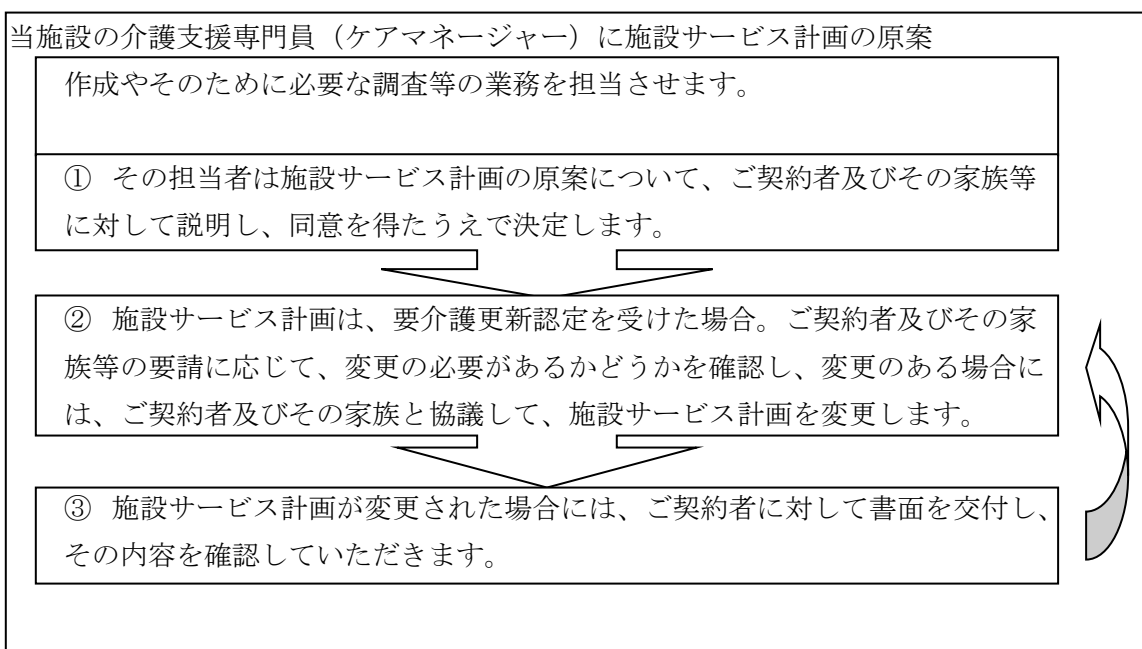 当施設の介護支援専門員（ケアマネージャー）に施設サービス計画の原案
作成やそのために必要な調査等の業務を担当させます。
① その担当者は施設サービス計画の原案について、ご契約者及びその家族等
に対して説明し、同意を得たうえで決定します。
② 施設サービス計画は、要介護更新認定を受けた場合。ご契約者及びその家
族等の要請に応じて、変更の必要があるかどうかを確認し、変更のある場合に
は、ご契約者及びその家族と協議して、施設サービス計画を変更します。
③ 施設サービス計画が変更された場合には、ご契約者に対して書面を交付し、
その内容を確認していただきます。